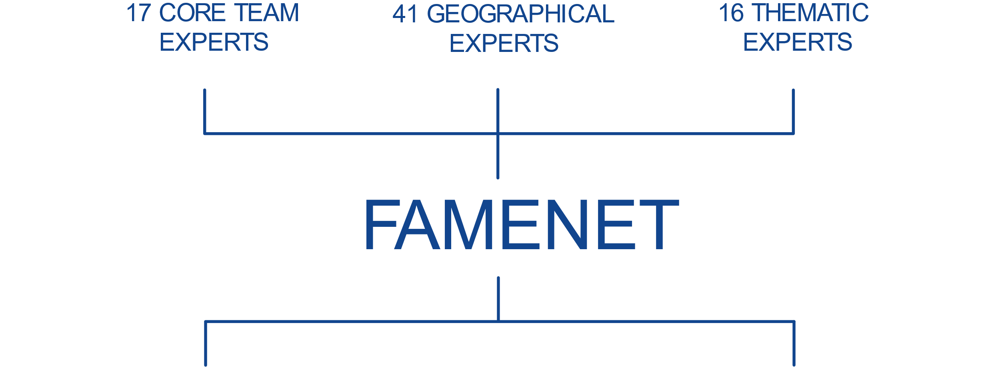 17 CORE TEAM
EXPERTS
41 GEOGRAPHICAL
EXPERTS
16 THEMATIC
EXPERTS
FAMENET